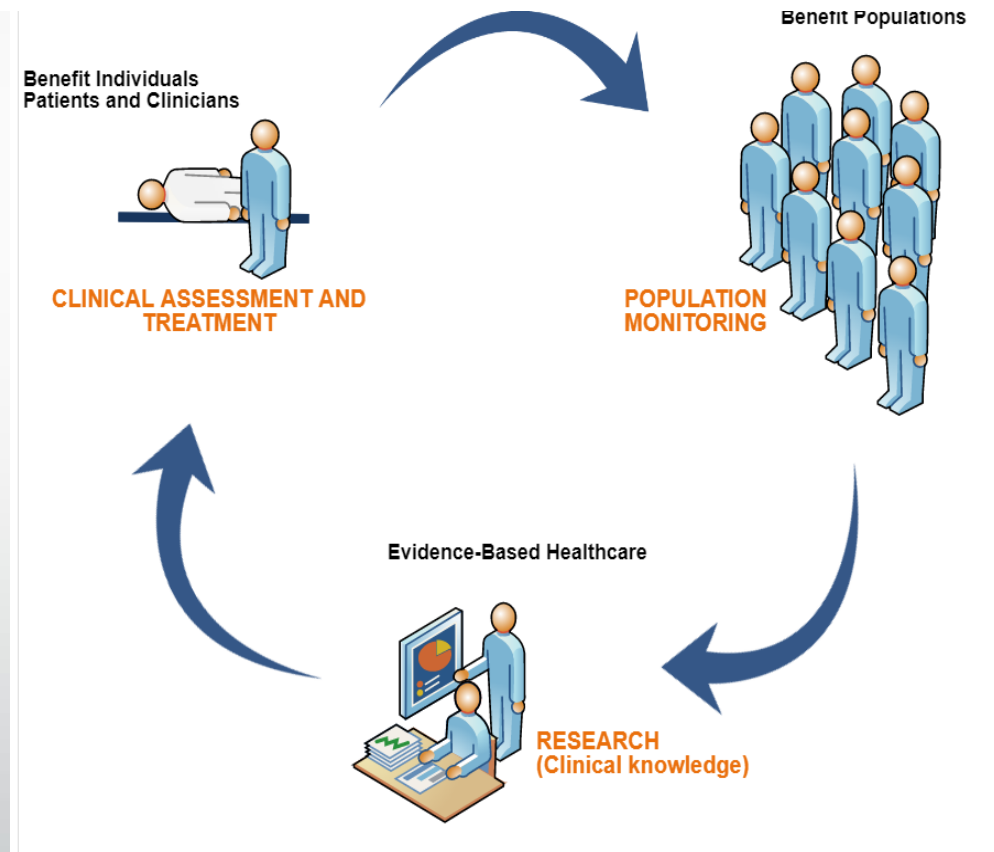 Benefit Populations
Benefit Individuals
Patients and Clinicians
CLINICAL ASSESSMENT AND
TREATMENT
POPULATION
MONITORING
Evidence-Based Healthcare
RESEARCH
(Clinical knowledge)